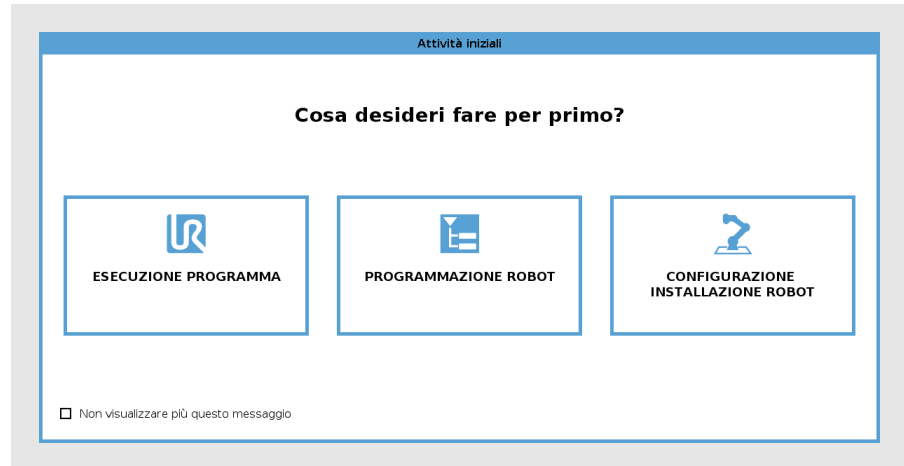 Attività iniziali
Cosa desideri fare per primo?
UR
ESECUZIONE PROGRAMMA
PROGRAMMAZIONE ROBOT
CONFIGURAZIONE
INSTALLAZIONE ROBOT
Non visualizzare più questo messaggio